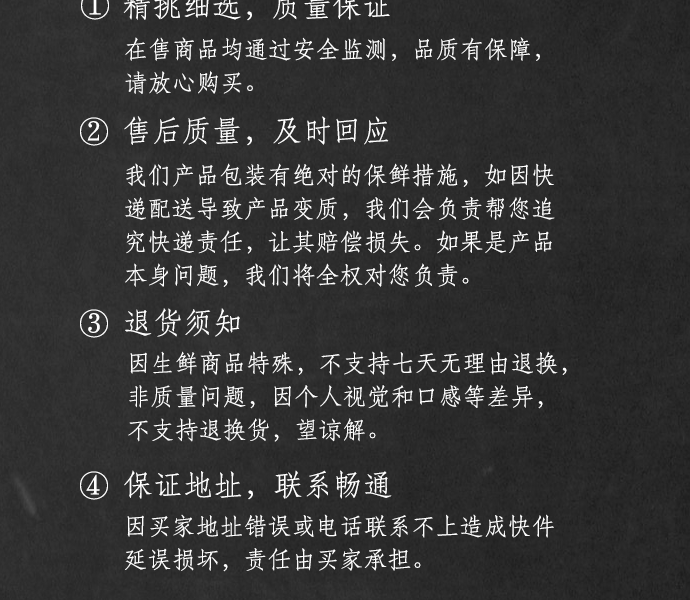 ① 精挑细选，质量保证
在售商品均通过安全监测，品质有保障，
请放心购买。
② 售后质量，及时回应
我们产品包装有绝对的保鲜措施，如因快
递配送导致产品变质，我们会负责帮您追
究快递责任，让其赔偿损失。如果是产品
本身问题，我们将全权对您负责。
③ 退货须知
因生鲜商品特殊，不支持七天无理由退换，
非质量问题，因个人视觉和口感等差异，
不支持退换货，望谅解。
④ 保证地址，联系畅通
因买家地址错误或电话联系不上造成快件
延误损坏，责任由买家承担。